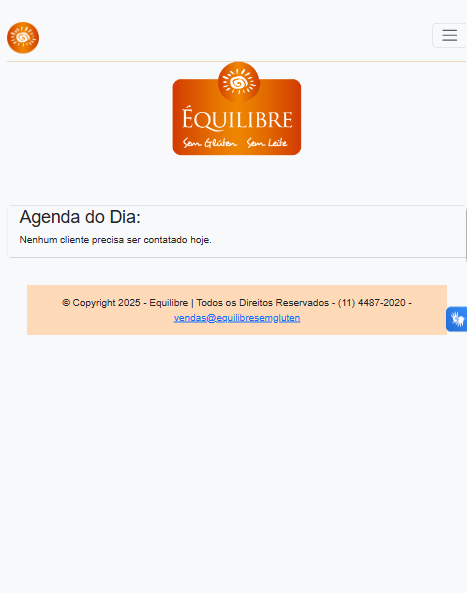 ÉQUILIBRE
Sem Glúten Sem Leite
Agenda do Dia:
Nenhum cliente precisa ser contatado hoje.
© Copyright 2025 - Equilibre | Todos os Direitos Reservados - (11) 4487-2020 -
vendas@equilibresemgluten